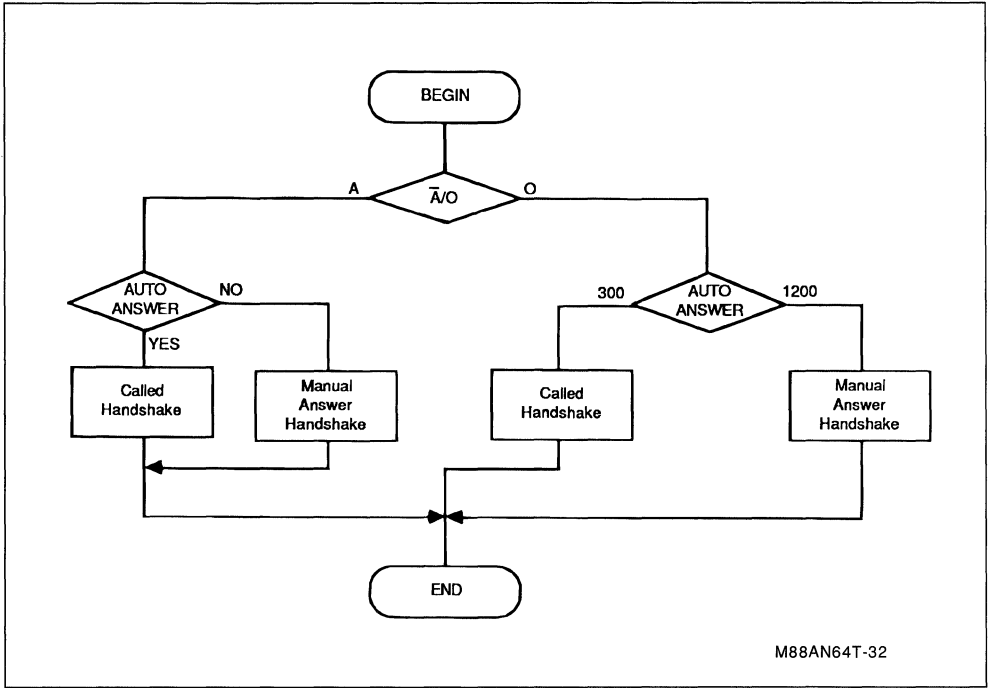 BEGIN
A
A̅/O
O
AUTO
ANSWER
NO
YES
300
AUTO
ANSWER
1200
Called
Handshake
Manual
Answer
Handshake
Called
Handshake
Manual
Answer
Handshake
END
M88AN64T-32